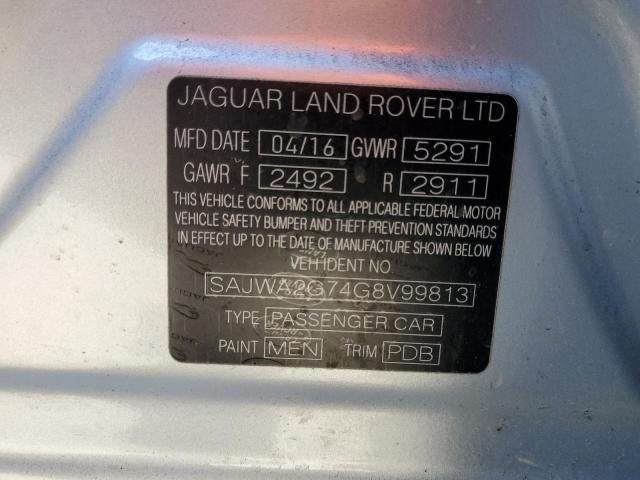 JAGUAR LAND ROVER LTD
MFD DATE 04/16 GVWR 5291
GAWR F 2492 R 2911
THIS VEHICLE CONFORMS TO ALL APPLICABLE FEDERAL MOTOR
VEHICLE SAFETY BUMPER AND THEFT PREVENTION STANDARDS
IN EFFECT UP TO THE DATE OF MANUFACTURE SHOWN BELOW
VEH IDENT NO.
SAJWA2G74G8V99813
TYPE PASSENGER CAR
PAINT MEN TRIM PDB